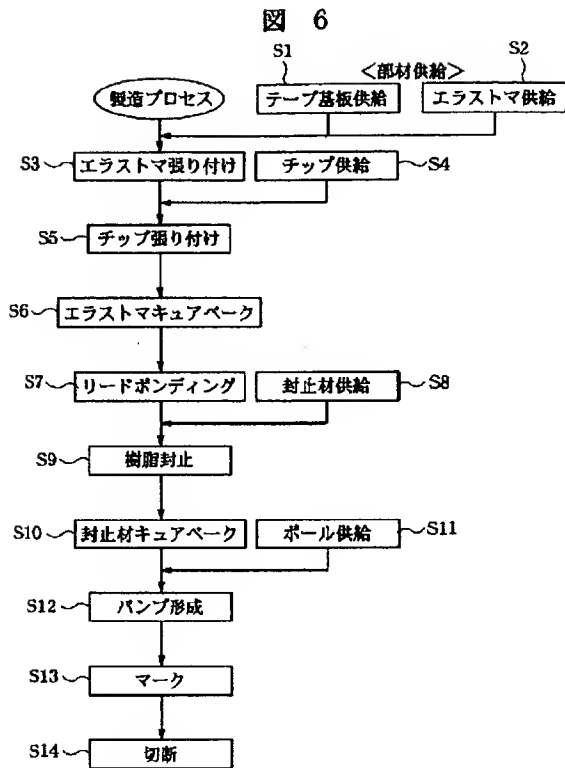 図 6
S1
S2
<部材供給>
製造プロセス
テープ基板供給
エラストマ供給
S3
エラストマ張り付け
チップ供給
S4
S5
チップ張り付け
S6
エラストマキュアベーク
S7
リードボンディング
封止材供給
S8
S9
樹脂封止
S10
封止材キュアベーク
ボール供給
S11
S12
バンプ形成
S13
マーク
S14
切断